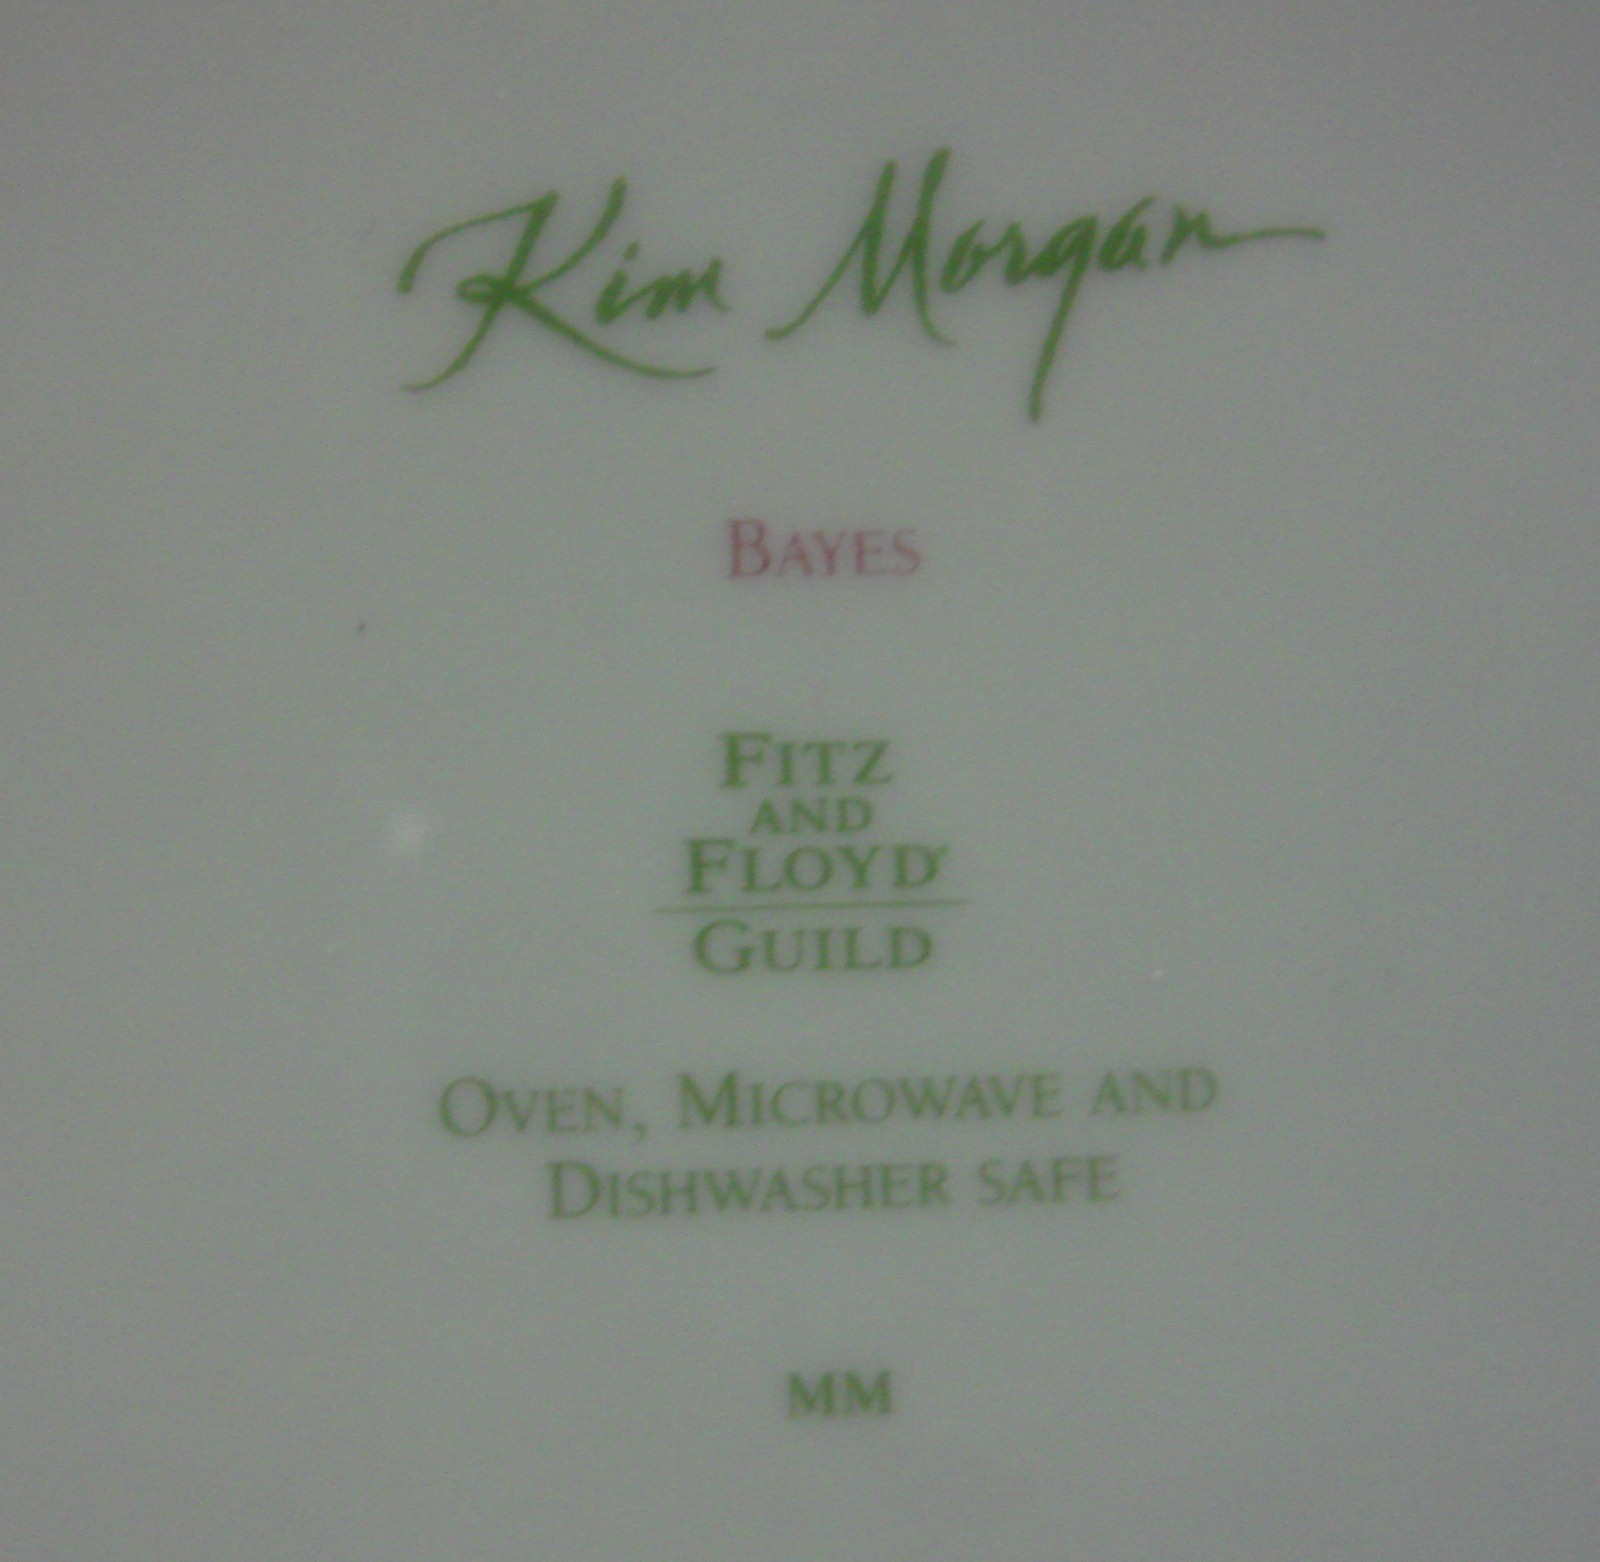 Kim Morgan
BAYES
FITZ
AND
FLOYD
GUILD
OVEN, MICROWAVE AND
DISHWASHER SAFE
MM